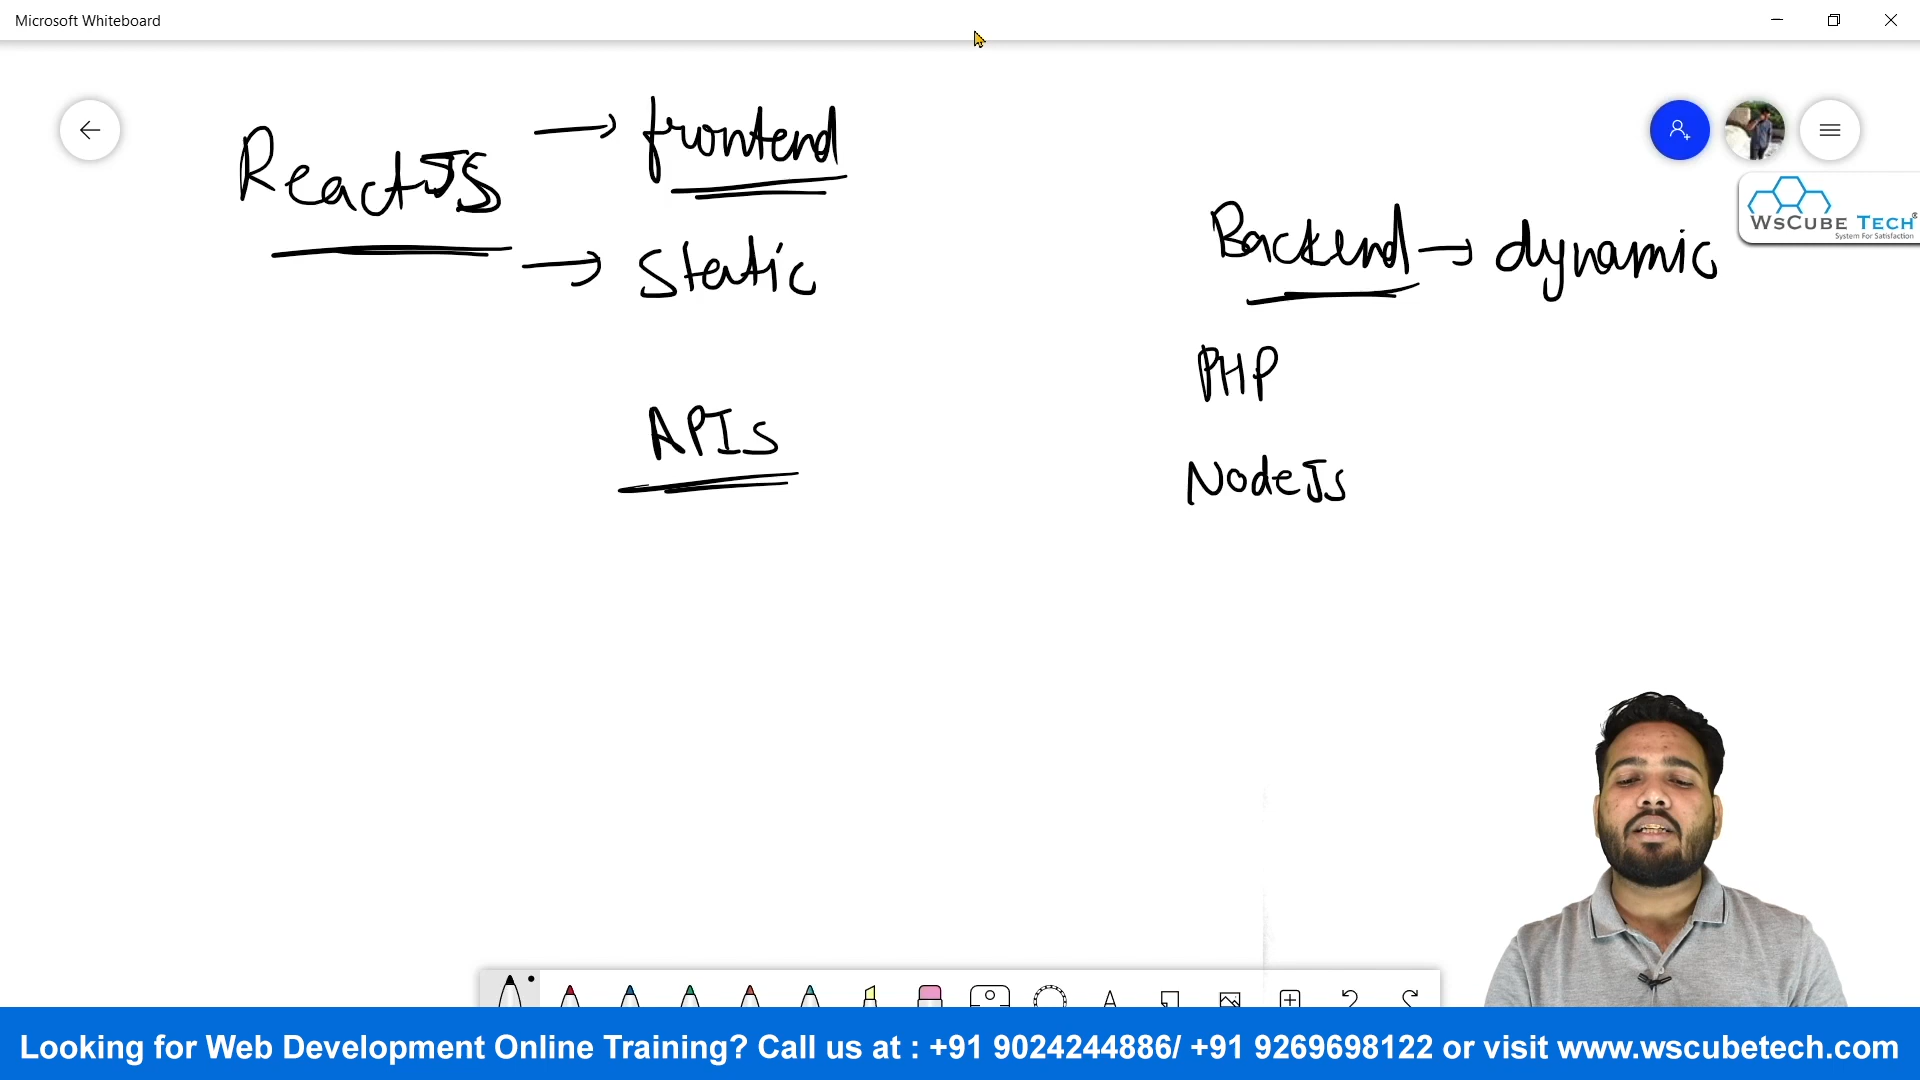 Microsoft Whiteboard
ReactJS → frontend
→ static
APIs
Backend → dynamic
PHP
NodeJs
WSCUBE TECH®
System For Satisfaction
Looking for Web Development Online Training? Call us at : +91 9024244886/ +91 9269698122 or visit www.wscubetech.com